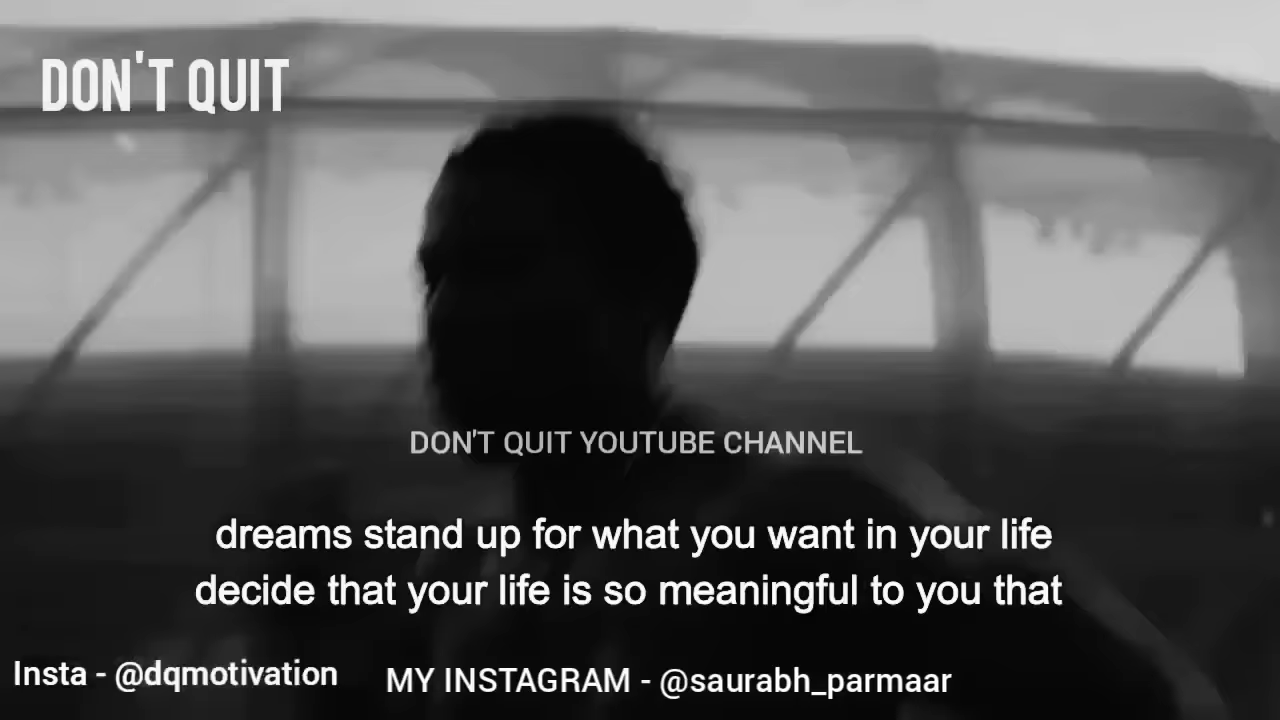 DON'T QUIT
DON'T QUIT YOUTUBE CHANNEL
dreams stand up for what you want in your life
decide that your life is so meaningful to you that
Insta - @dqmotivation
MY INSTAGRAM - @saurabh_parmaar